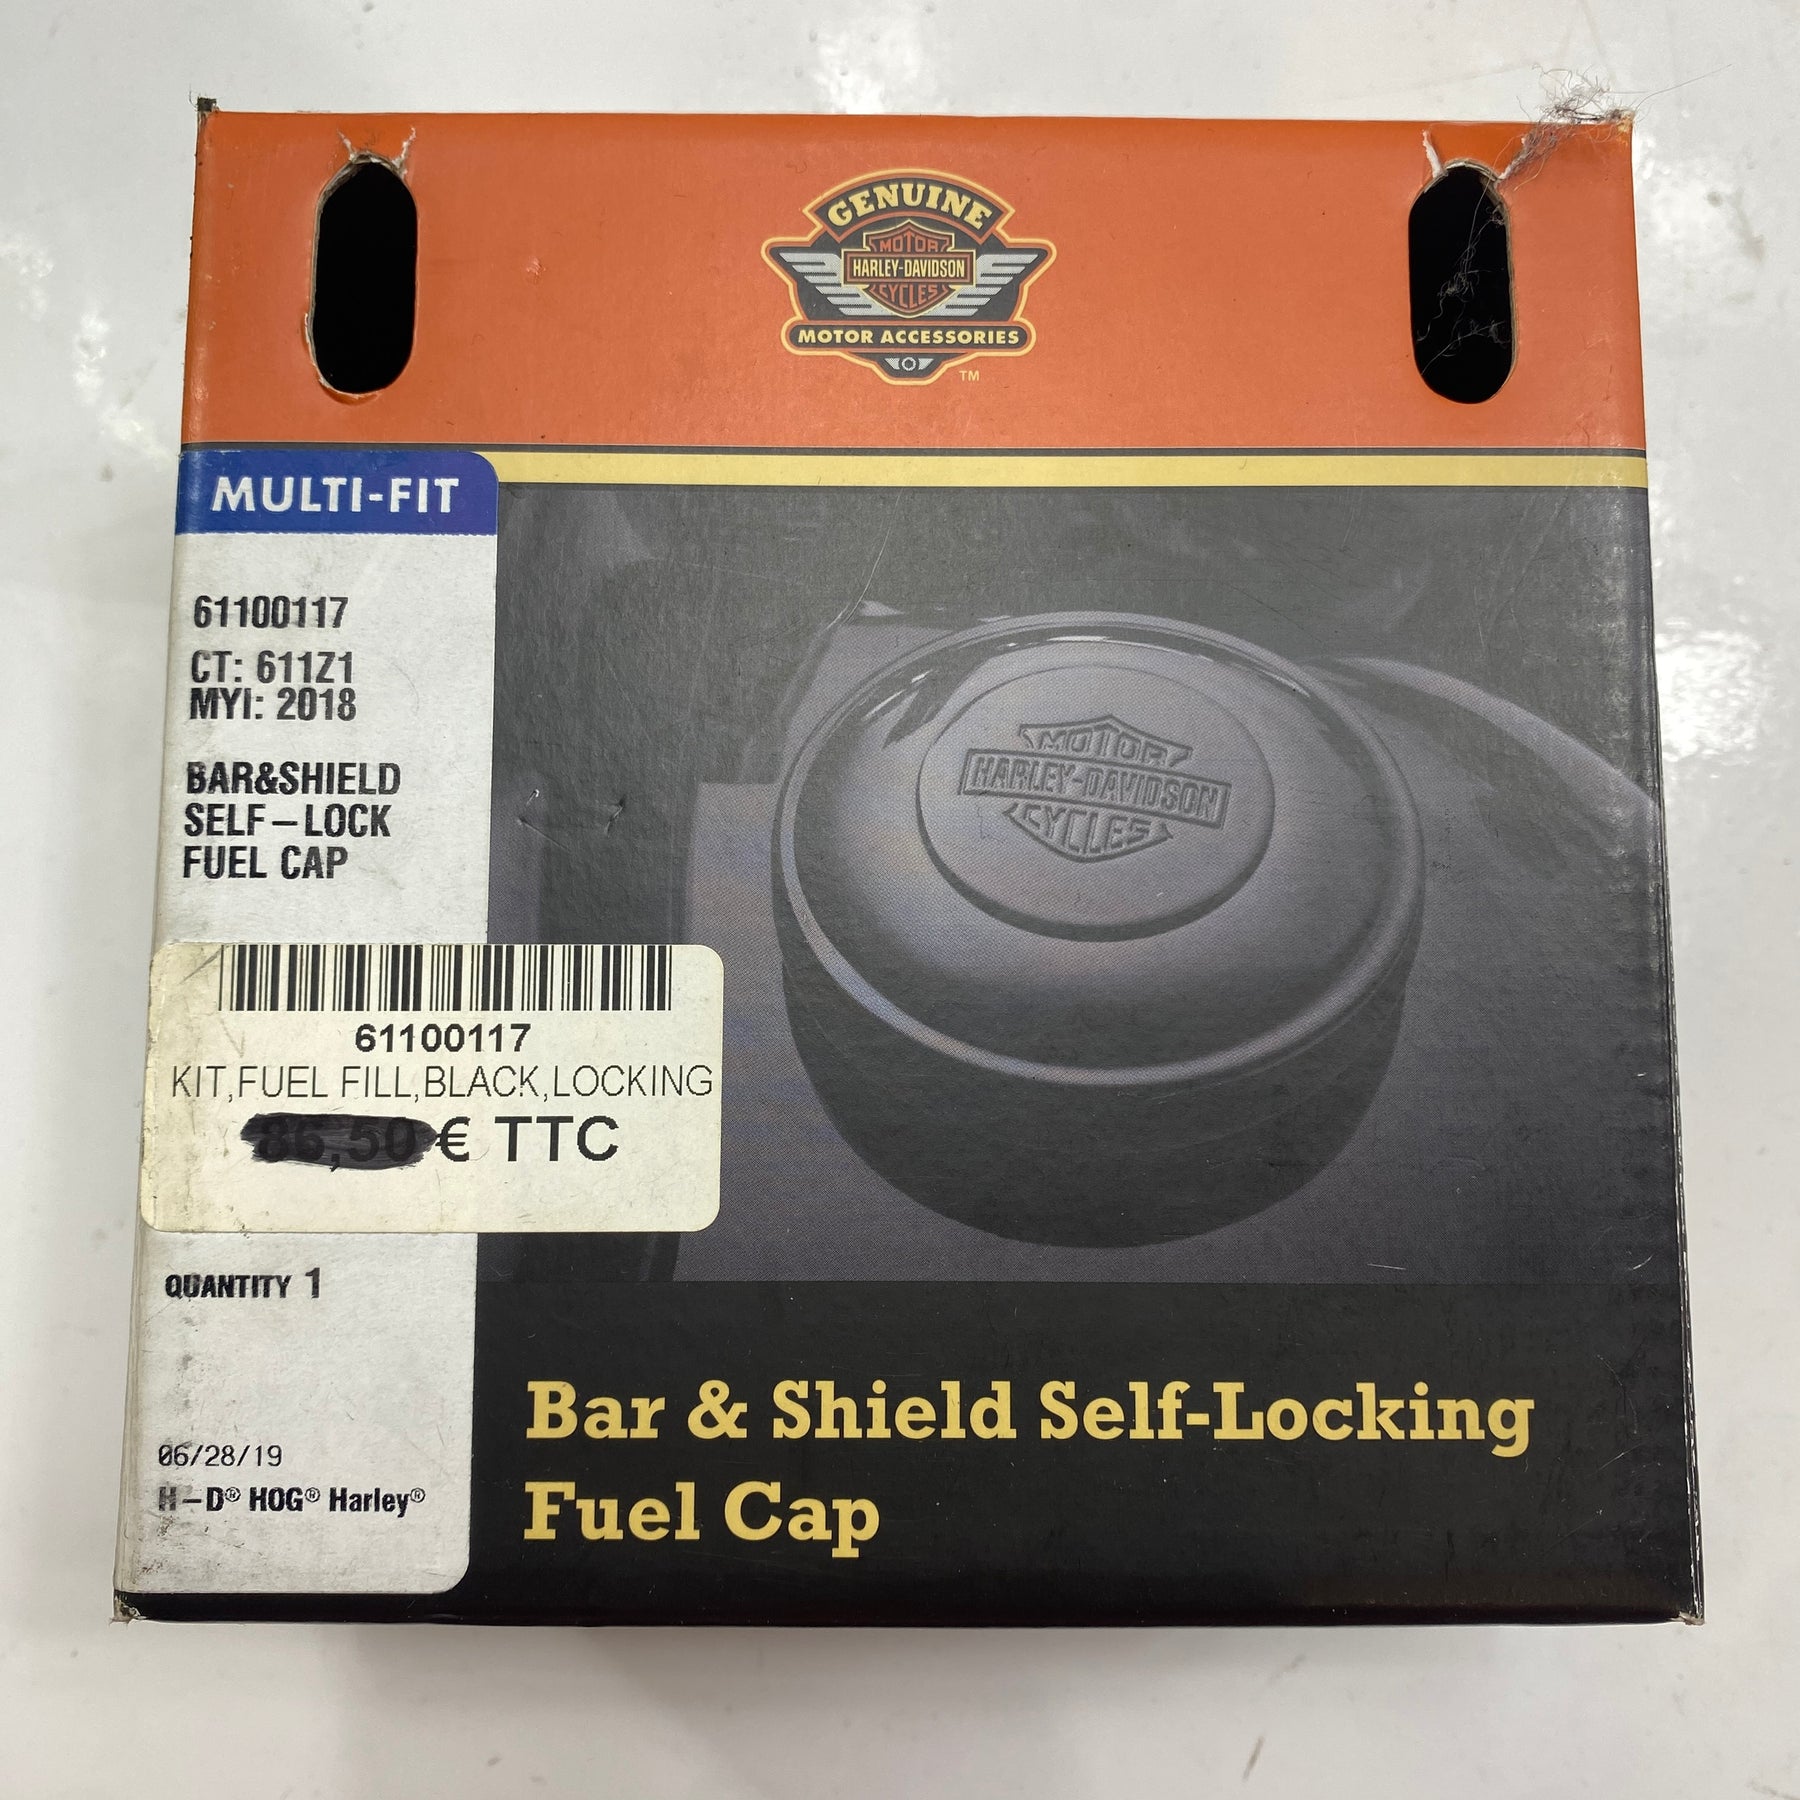 GENUINE
MOTOR
HARLEY-DAVIDSON
CYCLES
MOTOR ACCESSORIES
TM
MULTI-FIT
61100117
CT: 611Z1
MYI: 2018
BAR&SHIELD
SELF-LOCK
FUEL CAP
MOTOR
HARLEY-DAVIDSON
CYCLES
61100117
KIT,FUEL FILL,BLACK,LOCKING
86,50 € TTC
QUANTITY 1
06/28/19
H-D® HOG® Harley®
Bar & Shield Self-Locking
Fuel Cap